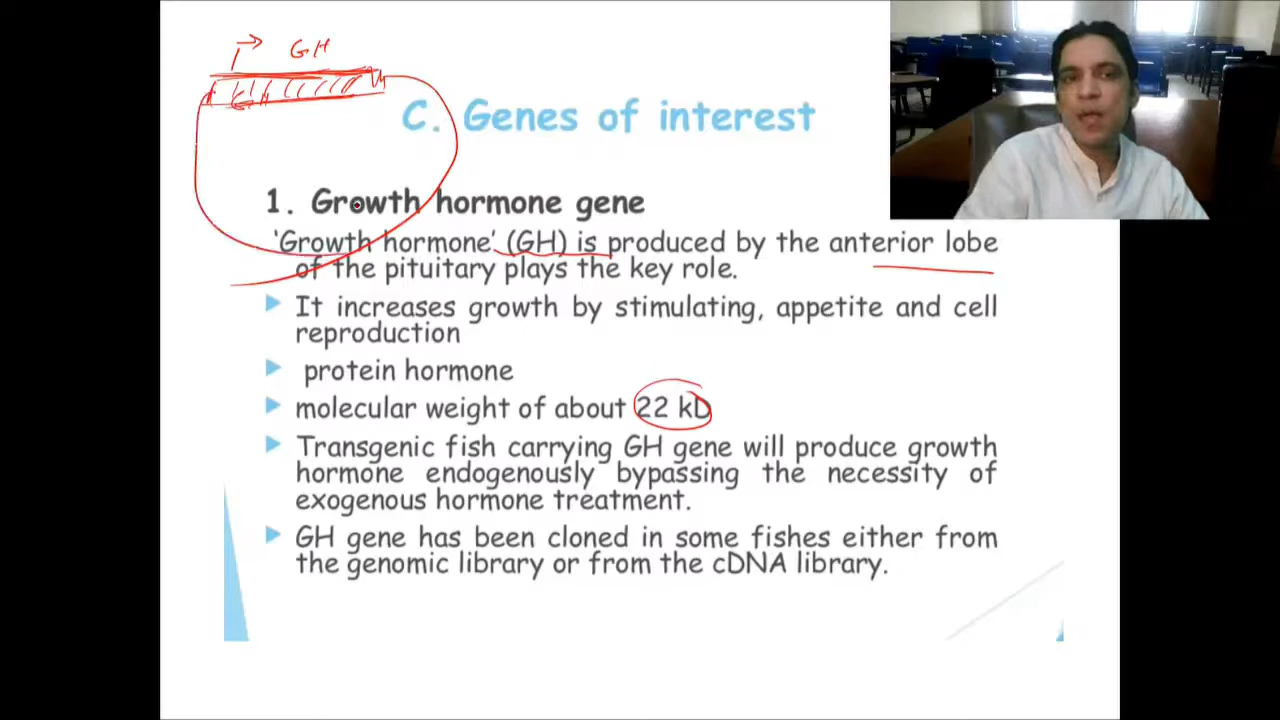 GH
GH
C. Genes of interest
1. Growth hormone gene
‘Growth hormone’ (GH) is produced by the anterior lobe
of the pituitary plays the key role.
It increases growth by stimulating, appetite and cell
reproduction
protein hormone
molecular weight of about 22 kD
Transgenic fish carrying GH gene will produce growth
hormone endogenously bypassing the necessity of
exogenous hormone treatment.
GH gene has been cloned in some fishes either from
the genomic library or from the cDNA library.